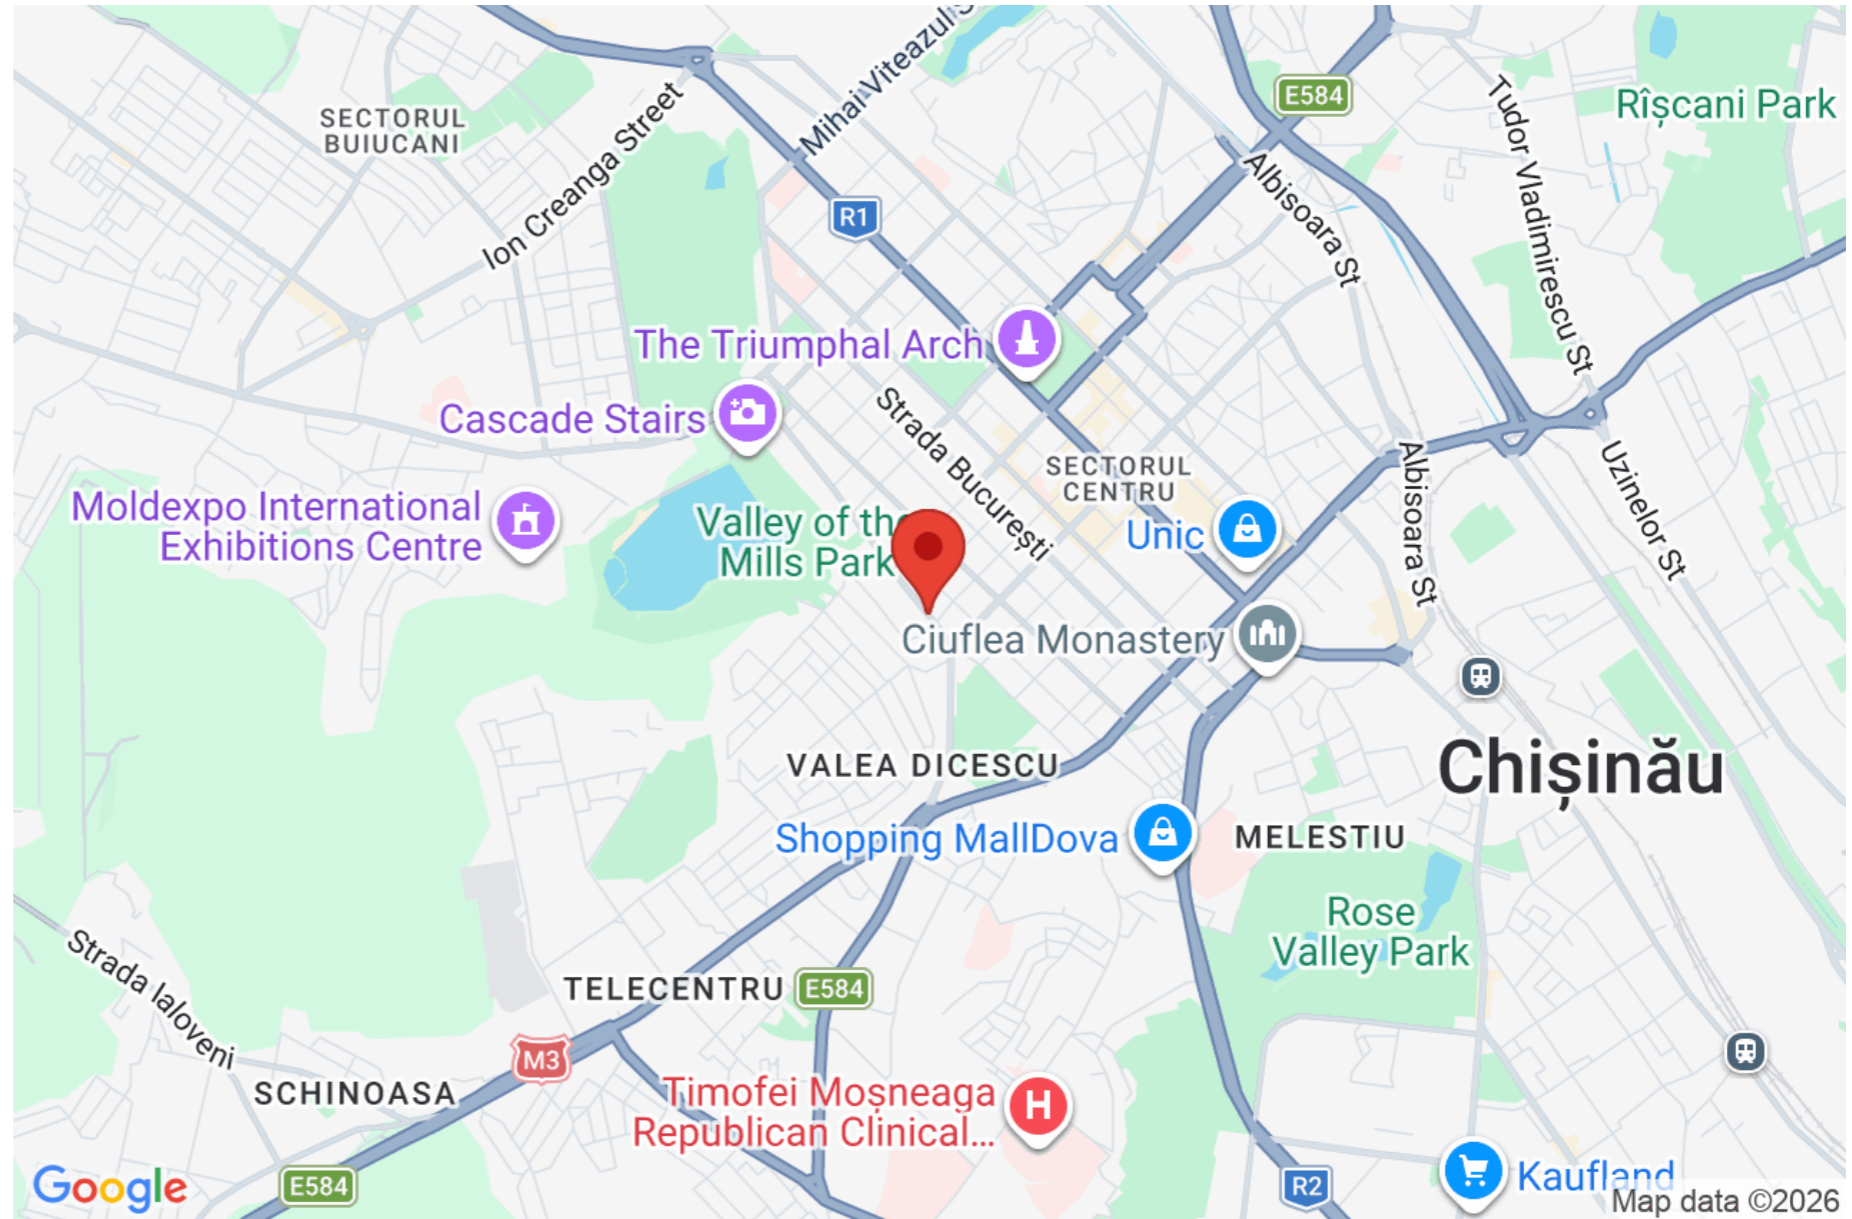 Mihai Viteazul S
E584
Rîșcani Park
SECTORUL
BUIUCANI
Ion Creanga Street
Tudor Vladimirescu St
Albisoara St
R1
The Triumphal Arch
Cascade Stairs
Strada București
SECTORUL
CENTRU
Albisoara St
Uzinelor St
Moldexpo International
Exhibitions Centre
Valley of the
Mills Park
Unic
Ciuflea Monastery
VALEA DICESCU
Chișinău
Shopping MallDova
MELESTIU
Rose
Valley Park
Strada Ialoveni
TELECENTRU
E584
M3
SCHINOASA
Timofei Moșneaga
Republican Clinical...
H
Google
E584
R2
Kaufland
Map data ©2026